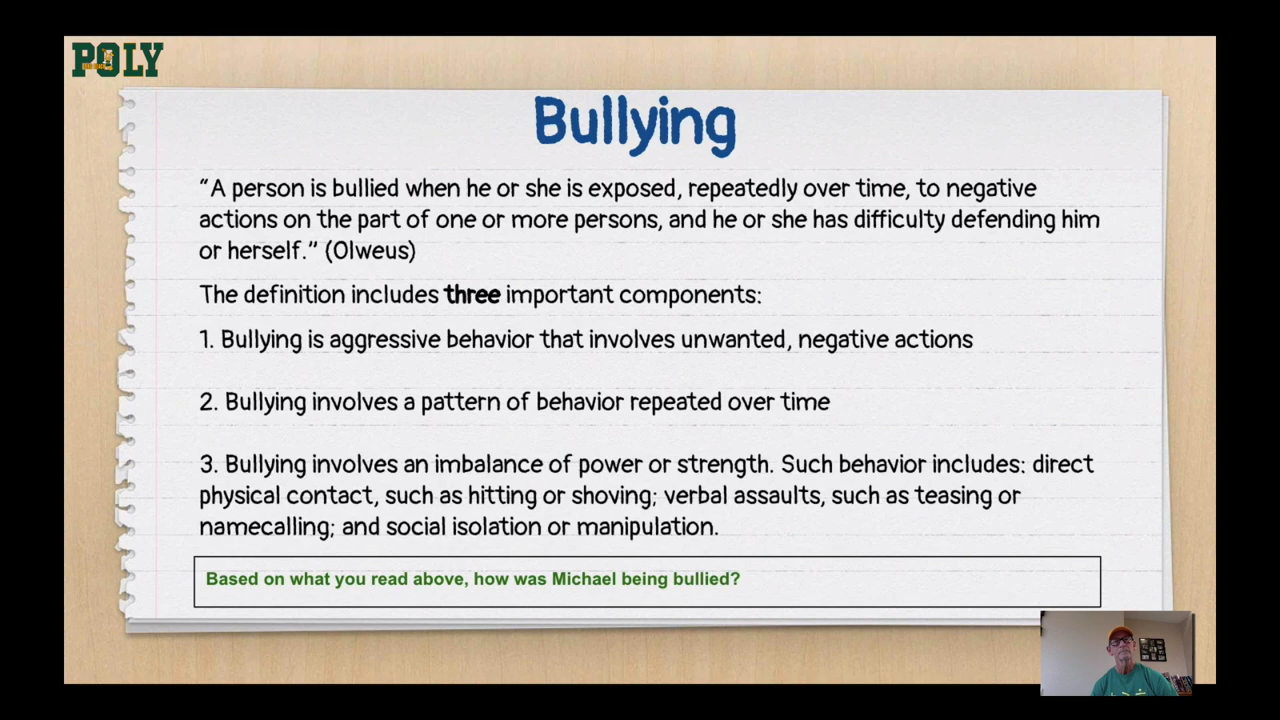 POLY
Bullying
“A person is bullied when he or she is exposed, repeatedly over time, to negative
actions on the part of one or more persons, and he or she has difficulty defending him
or herself.” (Olweus)
The definition includes three important components:
1. Bullying is aggressive behavior that involves unwanted, negative actions
2. Bullying involves a pattern of behavior repeated over time
3. Bullying involves an imbalance of power or strength. Such behavior includes: direct
physical contact, such as hitting or shoving; verbal assaults, such as teasing or
namecalling; and social isolation or manipulation.
Based on what you read above, how was Michael being bullied?